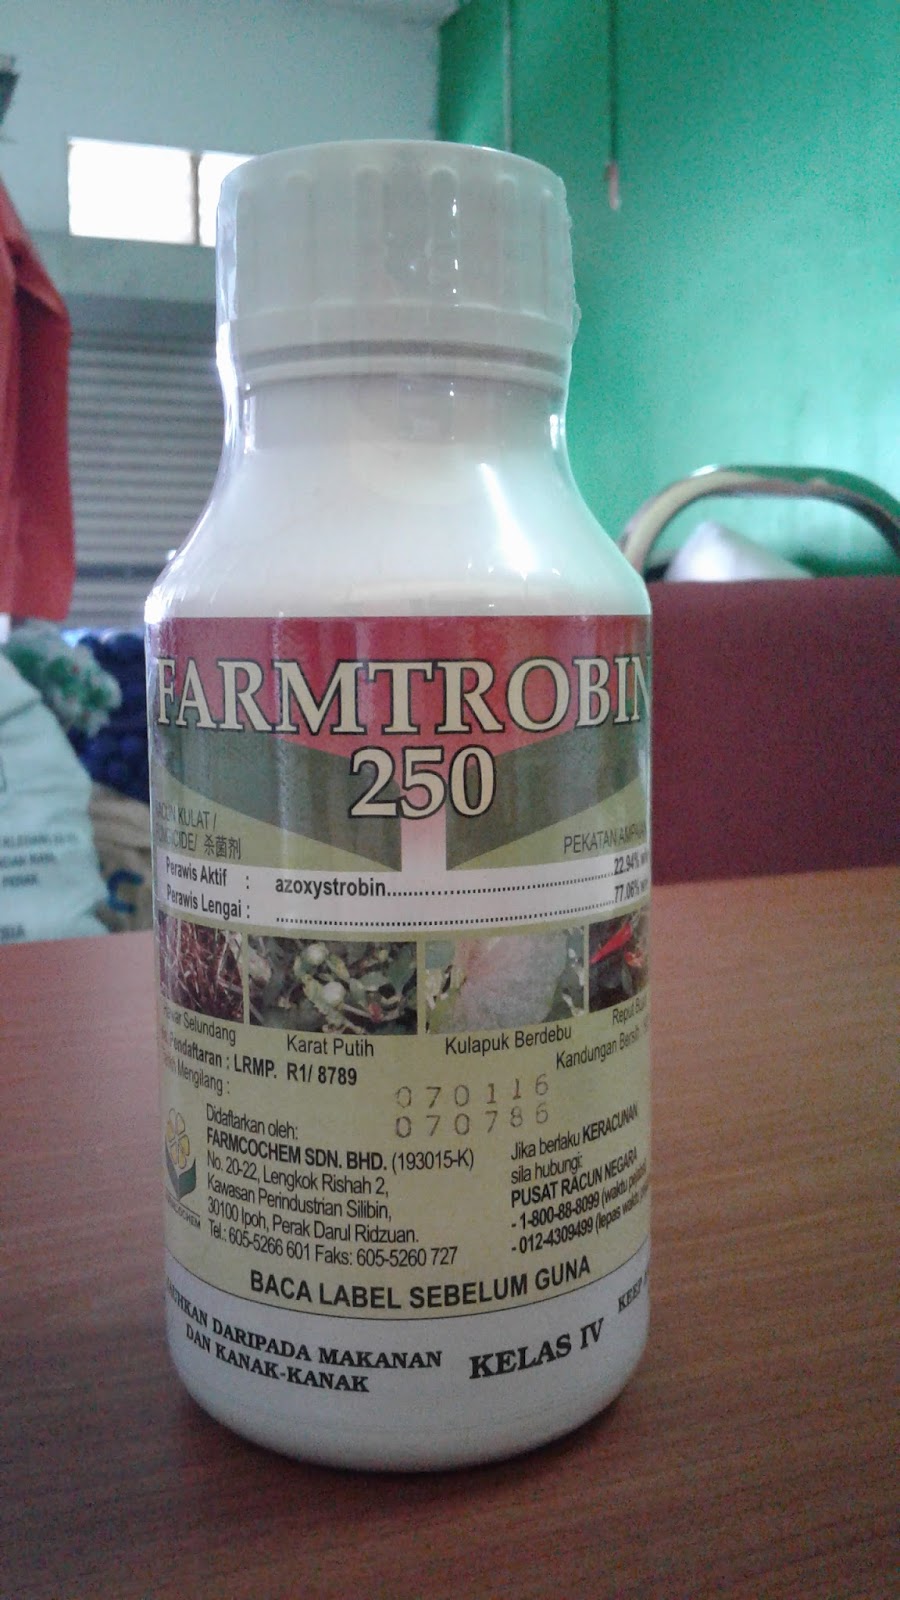 FARMTROBIN
250
KULAT /
杀菌剂
PEKATAN
Perawis Aktif : azoxystrobin 22.94%
Perawis Lengai : 77.06%
Selundang
Karat Putih
Kulapuk Berdebu
Reput
Kandungan Bersih
Pendaftaran : LRMP. R1/ 8789
Mengilang :
070116
070786
Didaftarkan oleh:
FARMCOCHEM SDN. BHD. (193015-K)
No. 20-22, Lengkok Rishah 2,
Kawasan Perindustrian Silibin,
30100 Ipoh, Perak Darul Ridzuan.
Tel.: 605-5266 601 Faks: 605-5260 727
Jika berlaku KERACUNAN
sila hubungi:
PUSAT RACUN NEGARA
- 1-800-88-8099 (waktu
- 012-4309499 (lepas waktu
BACA LABEL SEBELUM GUNA
DARIPADA MAKANAN
DAN KANAK-KANAK
KELAS IV
KEEP